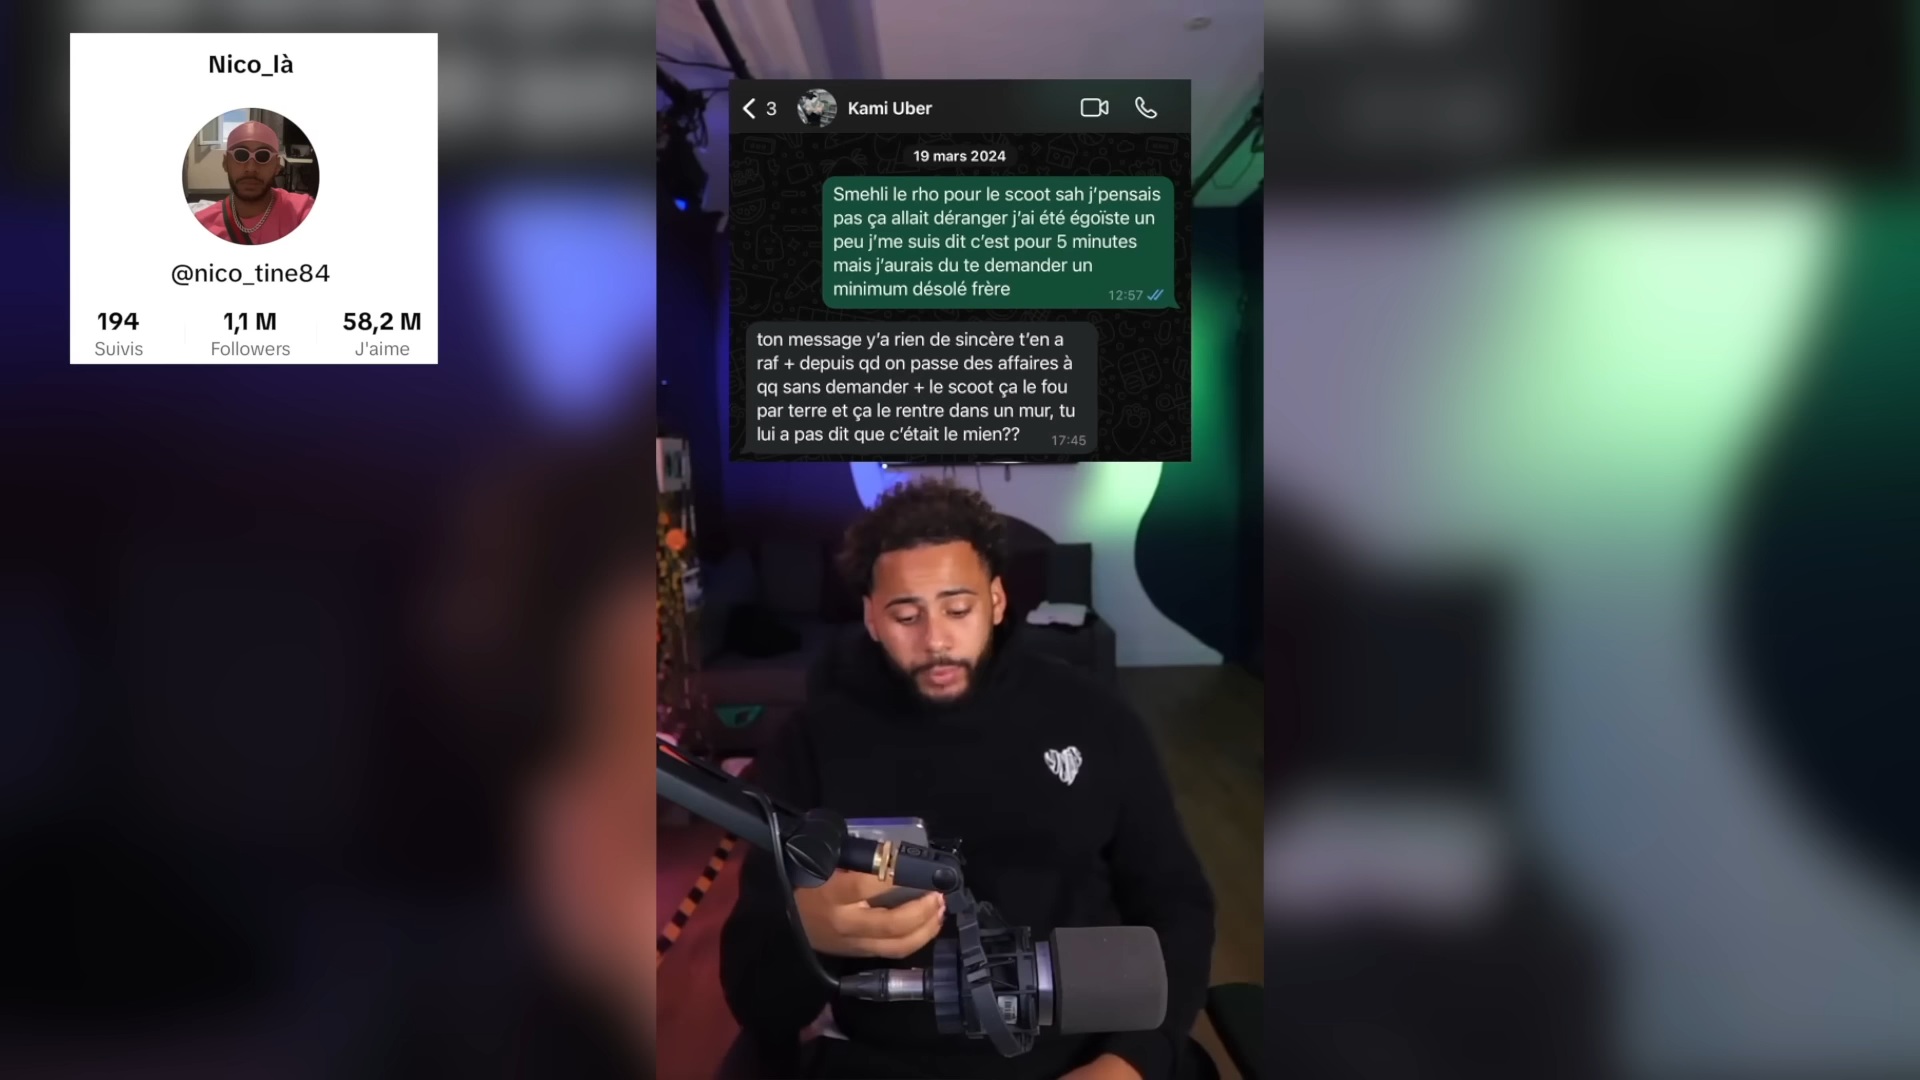 Nico_là
@nico_tine84
194
1,1 M
58,2 M
Suivis
Followers
J'aime
3
Kami Uber
19 mars 2024
Smehli le rho pour le scoot sah j’pensais
pas ça allait déranger j’ai été égoïste un
peu j’me suis dit c’est pour 5 minutes
mais j’aurais du te demander un
minimum désolé frère
12:57
ton message y’a rien de sincère t’en a
raf + depuis qd on passe des affaires à
qq sans demander + le scoot ça le fou
par terre et ça le rentre dans un mur, tu
lui a pas dit que c’était le mien??
17:45